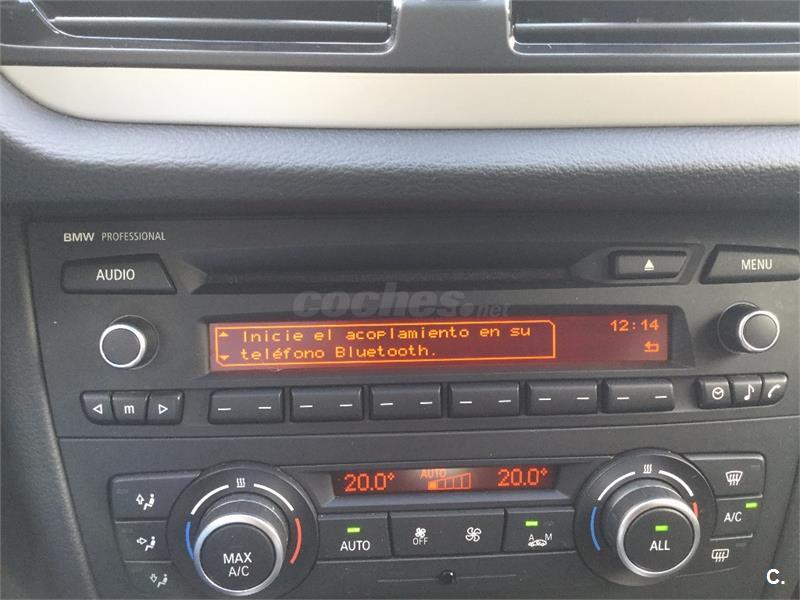 BMW PROFESSIONAL
AUDIO
MENU
coches.net
Inicie el acoplamiento en su
teléfono Bluetooth.
12:14
m
20.0°
AUTO
20.0°
MAX
A/C
AUTO
OFF
A M
ALL
A/C
C.